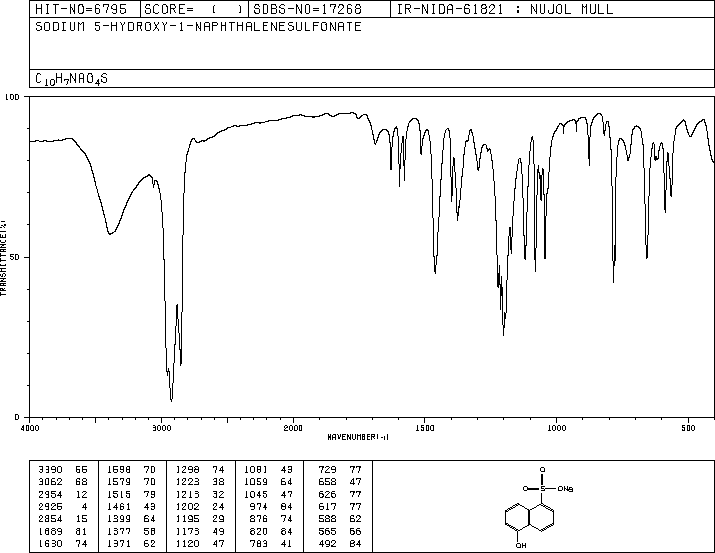 HIT-NO=6795 SCORE= ( ) SDBS-NO=17268 IR-NIDA-61821 : NUJOL MULL
SODIUM 5-HYDROXY-1-NAPHTHALENESULFONATE
C10H7NAO4S
100
50
0
TRANSMITTANCE(%)
4000 3000 2000 1500 1000 500
WAVENUMBER(-1)
3390 55 1598 70 1298 74 1081 43 729 77
3062 68 1579 70 1223 38 1059 64 658 47
2954 12 1515 79 1213 32 1045 47 626 77
2925 4 1461 43 1202 24 974 84 617 77
2854 15 1399 64 1195 29 876 74 588 62
1689 81 1377 58 1173 49 820 84 565 66
1630 74 1371 62 1120 47 783 41 492 84
O
O S ONa
O
OH